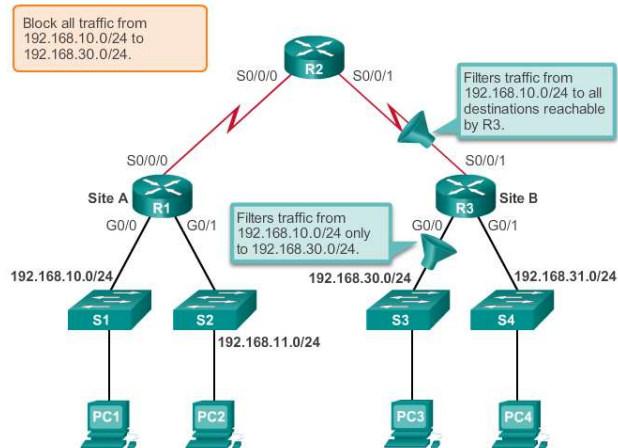 Block all traffic from
192.168.10.0/24 to
192.168.30.0/24.
R2
S0/0/0
S0/0/1
Filters traffic from
192.168.10.0/24 to all
destinations reachable
by R3.
S0/0/0
S0/0/1
Site A
R1
R3
Site B
G0/0
G0/1
Filters traffic from
192.168.10.0/24 only
to 192.168.30.0/24.
G0/0
G0/1
192.168.10.0/24
192.168.30.0/24
192.168.31.0/24
S1
S2
S3
S4
192.168.11.0/24
PC1
PC2
PC3
PC4